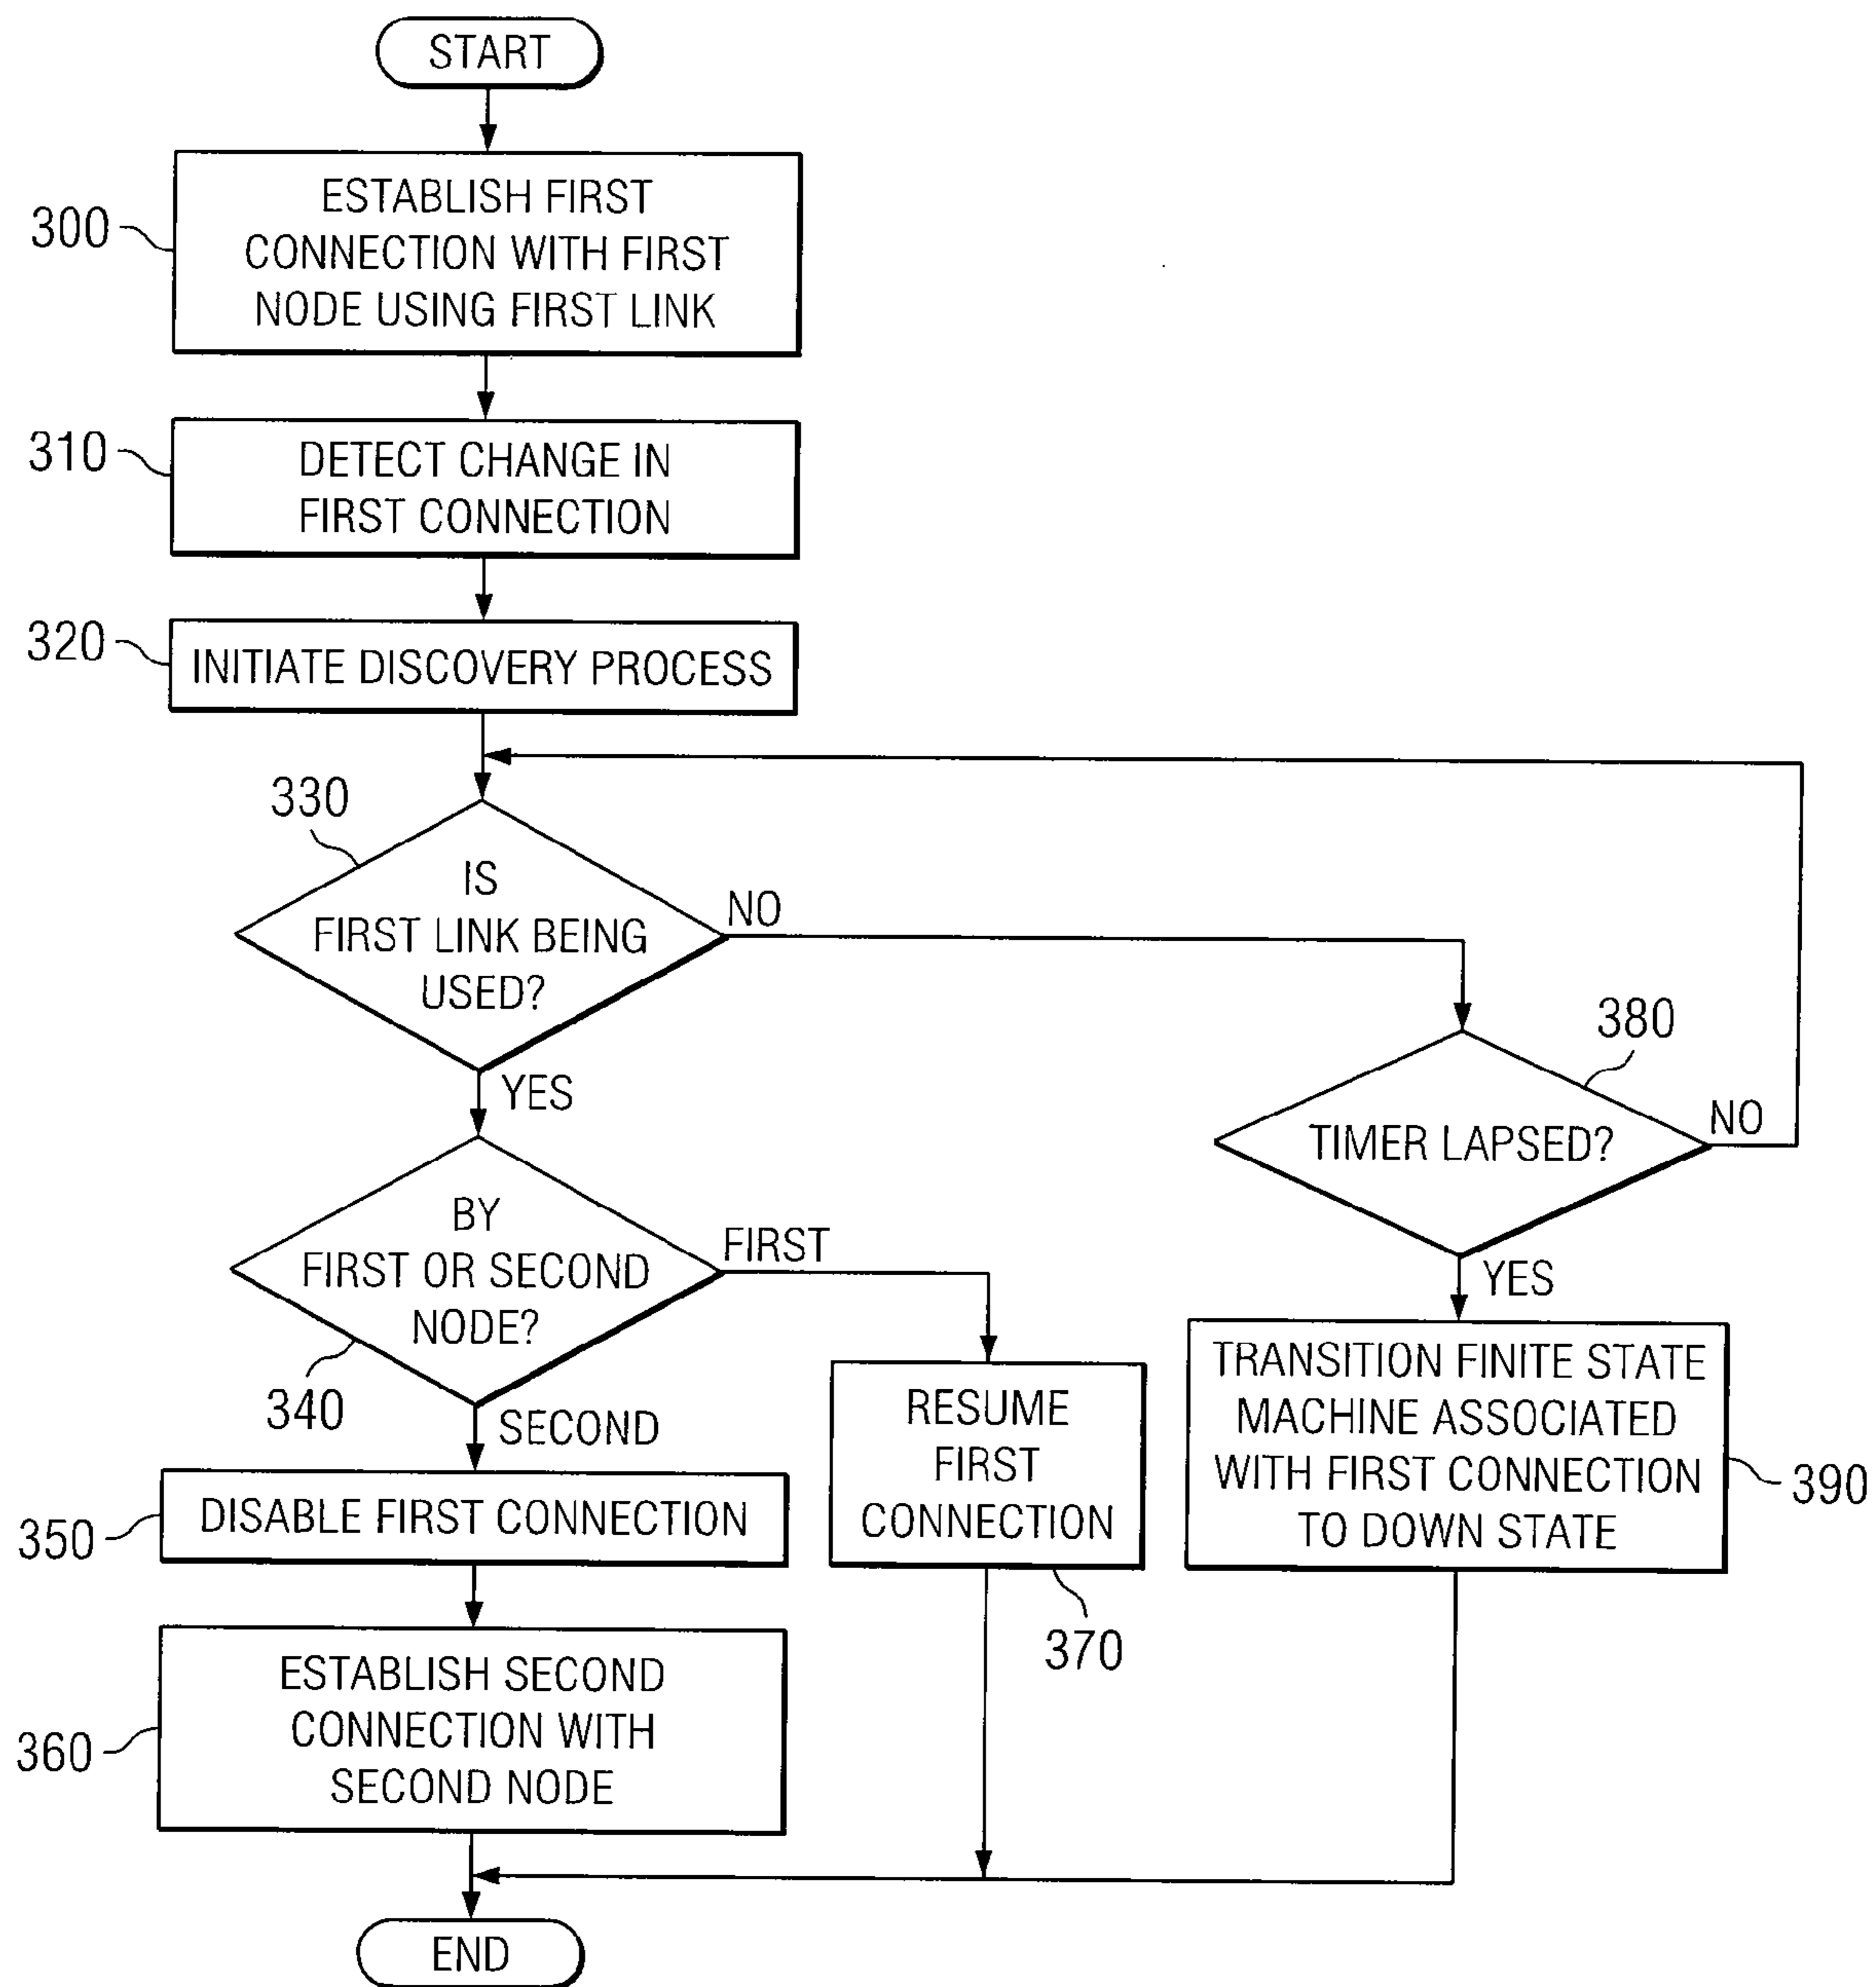 START
300
ESTABLISH FIRST
CONNECTION WITH FIRST
NODE USING FIRST LINK
310
DETECT CHANGE IN
FIRST CONNECTION
320
INITIATE DISCOVERY PROCESS
330
IS
FIRST LINK BEING
USED?
NO
YES
380
TIMER LAPSED?
NO
YES
BY
FIRST OR SECOND
NODE?
340
FIRST
SECOND
350
DISABLE FIRST CONNECTION
RESUME
FIRST
CONNECTION
370
TRANSITION FINITE STATE
MACHINE ASSOCIATED
WITH FIRST CONNECTION
TO DOWN STATE
390
360
ESTABLISH SECOND
CONNECTION WITH
SECOND NODE
END